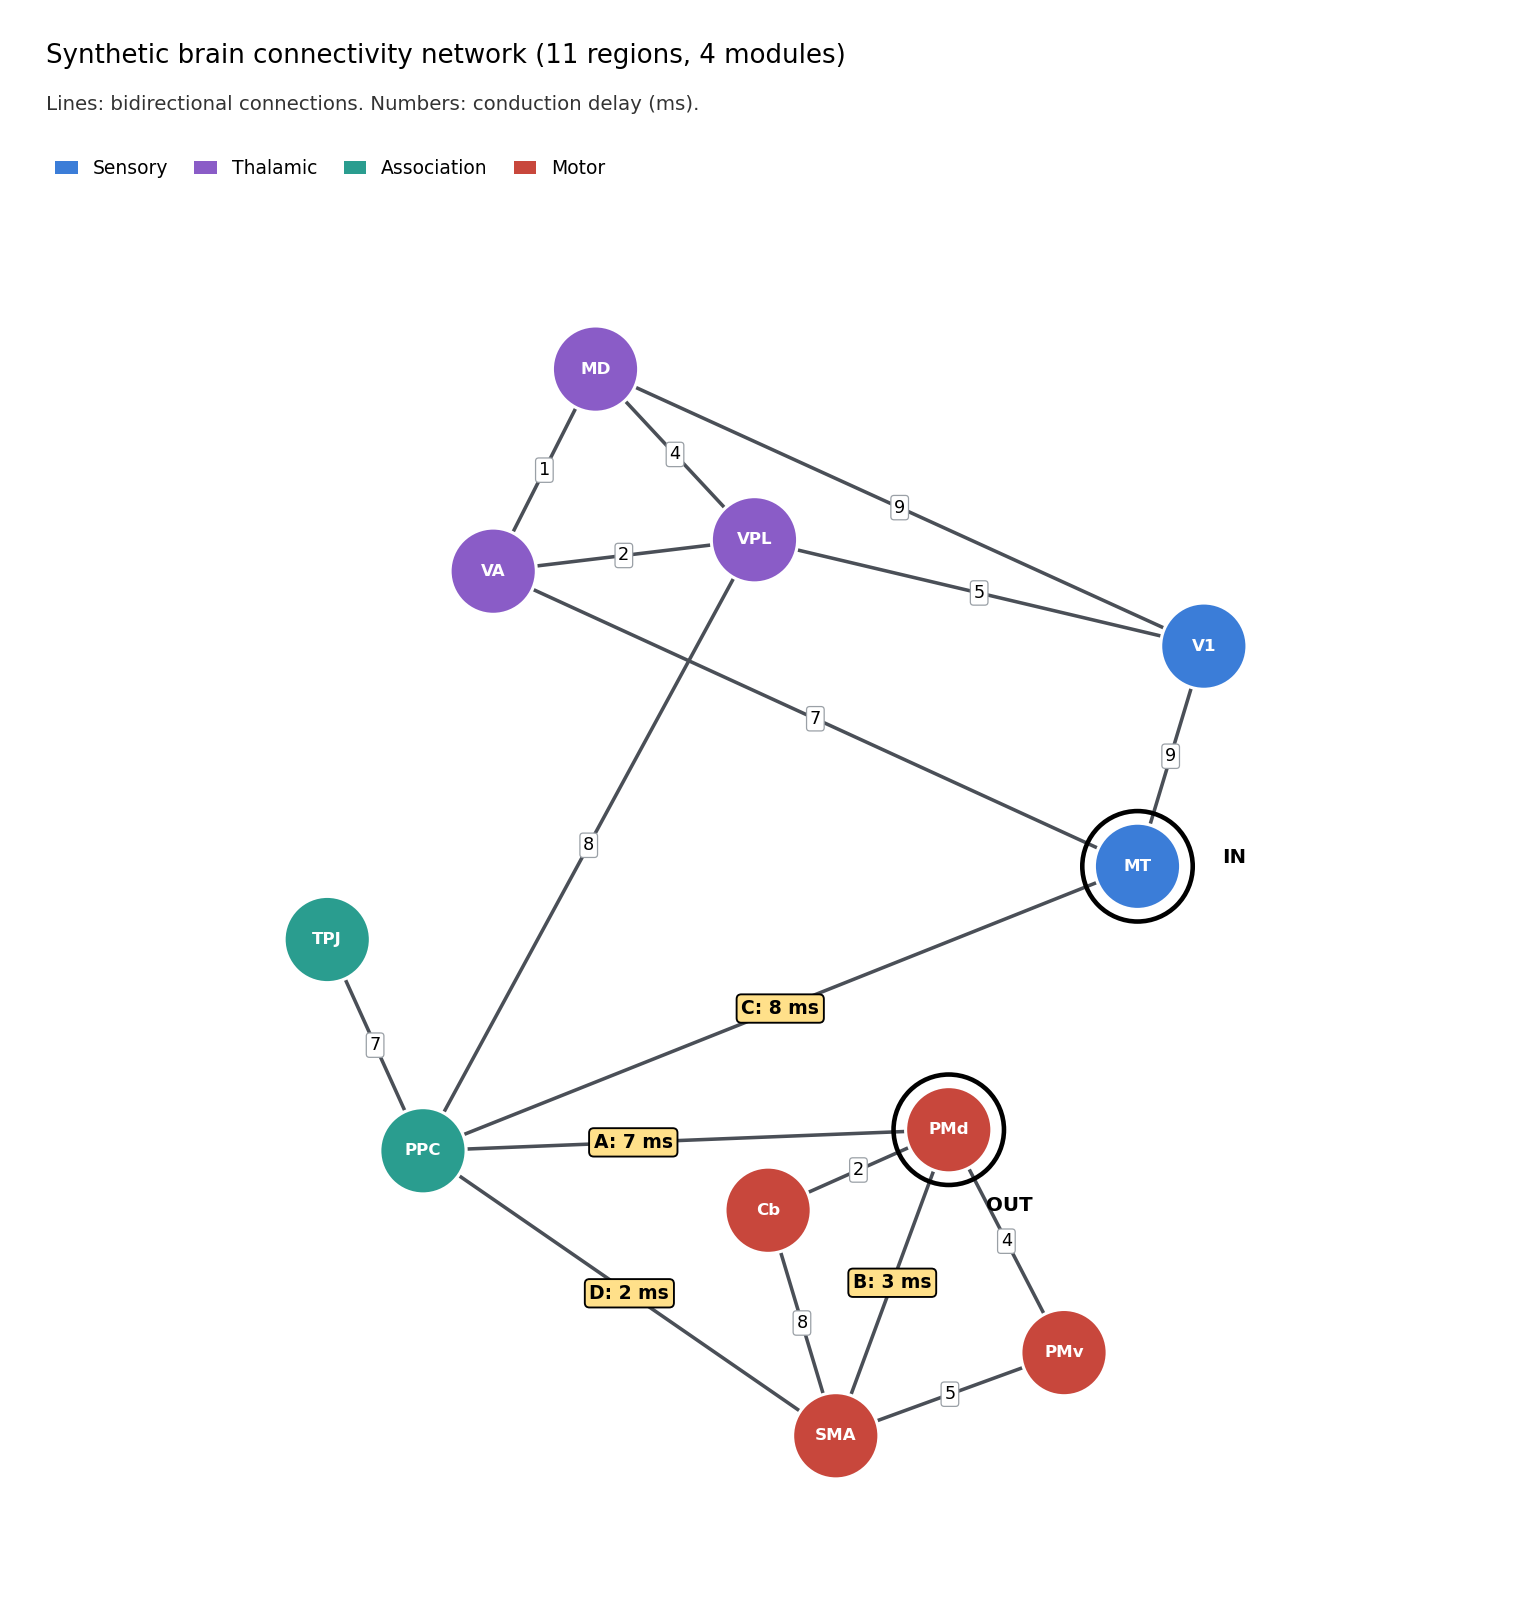 Synthetic brain connectivity network (11 regions, 4 modules)
Lines: bidirectional connections. Numbers: conduction delay (ms).
Sensory Thalamic Association Motor
MD
4
1
9
VPL
2
VA
5
V1
7
9
8
IN
MT
TPJ
C: 8 ms
7
PMd
A: 7 ms
PPC
2
OUT
Cb
4
B: 3 ms
D: 2 ms
8
PMv
5
SMA